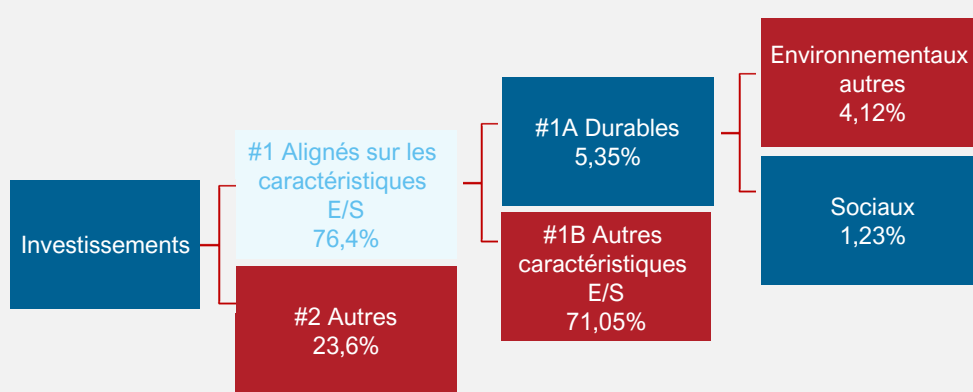 Investissements
#1 Alignés sur les
caractéristiques
E/S
76,4%
#2 Autres
23,6%
#1A Durables
5,35%
#1B Autres
caractéristiques
E/S
71,05%
Environnementaux
autres
4,12%
Sociaux
1,23%